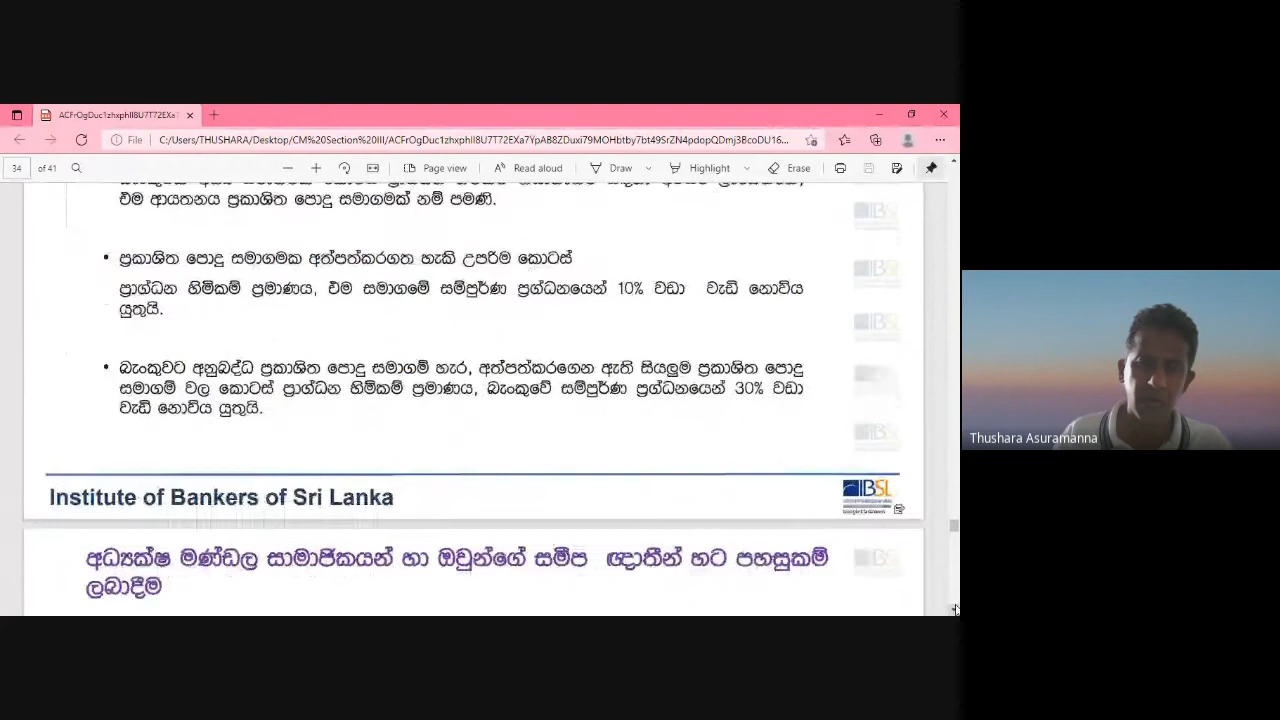 ACFrOgDuc1zhxphII8U7T72EXa
File
C:/Users/THUSHARA/Desktop/CM%20Section%20III/ACFrOgDuc1zhxphII8U7T72EXa7YpAB8ZDuxi79MOHbtby7bt49SrZN4pdopQDmj3BcoDU16...
34 of 41 Page view Read aloud Draw Highlight Erase
එම ආයතනය ප්‍රකාශිත පොදු සමාගමක් නම් පමණි.
• ප්‍රකාශිත පොදු සමාගමක අත්පත්කරගත හැකි උපරිම කොටස්
ප්‍රාග්ධන හිමිකම් ප්‍රමාණය, එම සමාගමේ සම්පුර්ණ ප්‍රග්ධනයෙන් 10% වඩා වැඩි නොවිය
යුතුයි.
• බැංකුවට අනුබද්ධ ප්‍රකාශිත පොදු සමාගම් හැර, අත්පත්කරගෙන ඇති සියලුම ප්‍රකාශිත පොදු
සමාගම් වල කොටස් ප්‍රාග්ධන හිමිකම් ප්‍රමාණය, බැංකුවේ සම්පුර්ණ ප්‍රග්ධනයෙන් 30% වඩා
වැඩි නොවිය යුතුයි.
Institute of Bankers of Sri Lanka
IBSL
අධ්‍යක්ෂ මණ්ඩල සාමාජිකයන් හා ඔවුන්ගේ සමීප ඥාතීන් හට පහසුකම්
ලබාදීම
Thushara Asuramanna